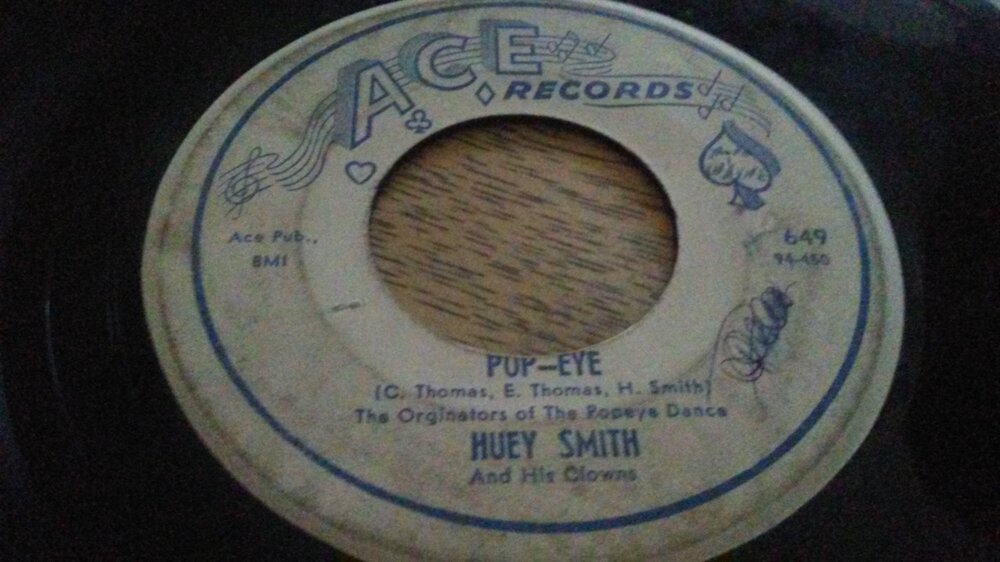 ACE
RECORDS
Ace Pub.,
BMI
649
94-450
POP-EYE
(C. Thomas, E. Thomas, H. Smith)
The Orginators of The Popeye Dance
HUEY SMITH
And His Clowns